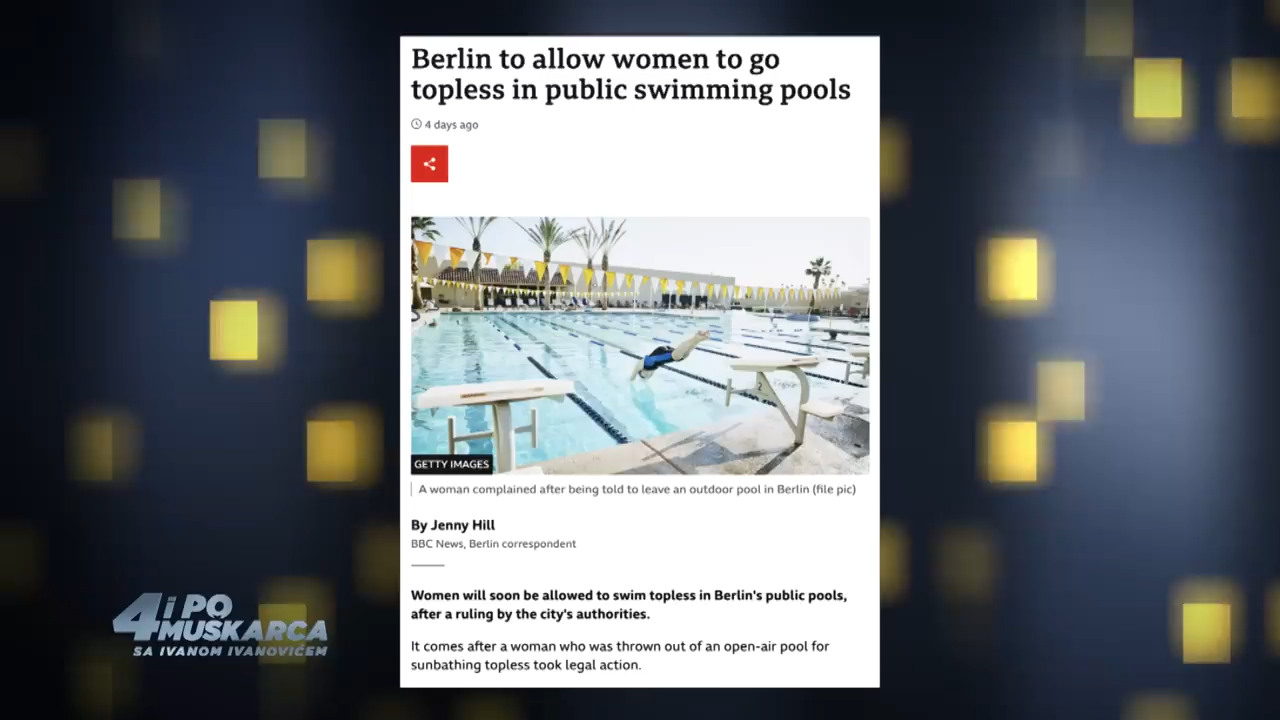 Berlin to allow women to go
topless in public swimming pools
4 days ago
2
GETTY IMAGES
A woman complained after being told to leave an outdoor pool in Berlin (file pic)
By Jenny Hill
BBC News, Berlin correspondent
Women will soon be allowed to swim topless in Berlin's public pools,
after a ruling by the city's authorities.
It comes after a woman who was thrown out of an open-air pool for
sunbathing topless took legal action.
4 i PO
MUŠKARCA
SA IVANOM IVANOVIĆEM